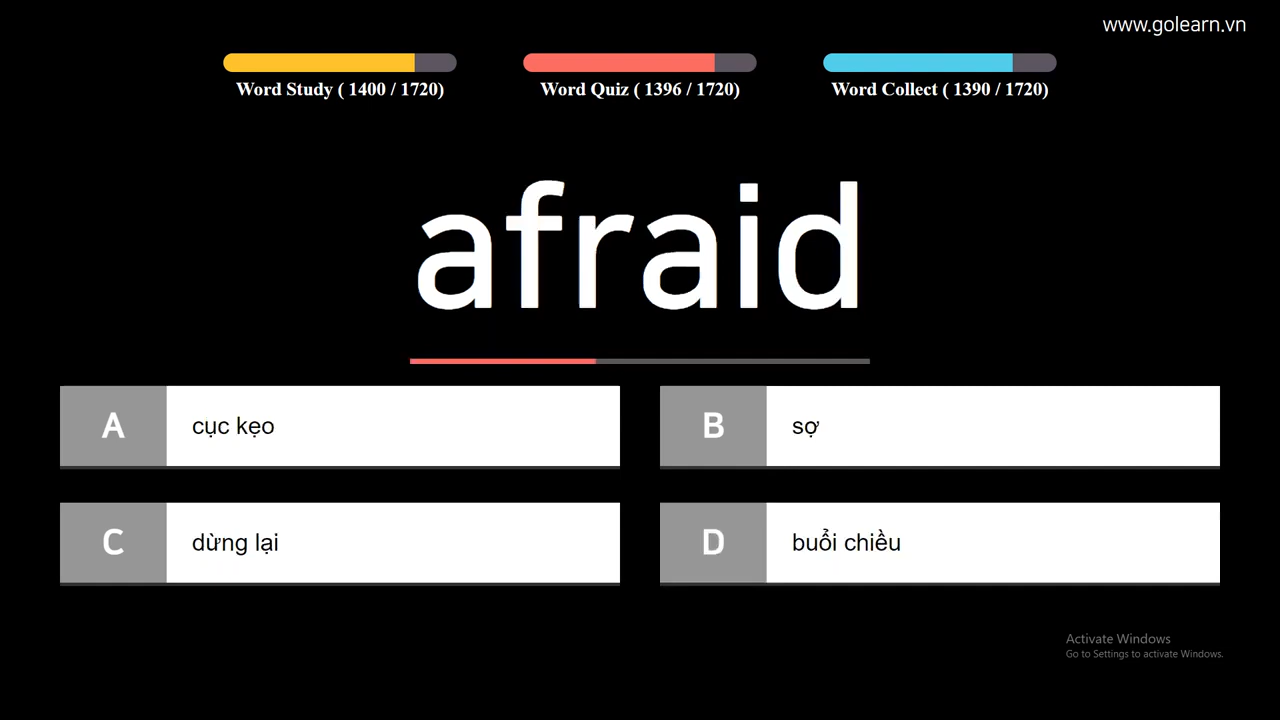 www.golearn.vn
Word Study ( 1400 / 1720)
Word Quiz ( 1396 / 1720)
Word Collect ( 1390 / 1720)
afraid
A cục kẹo
B sợ
C dừng lại
D buổi chiều
Activate Windows
Go to Settings to activate Windows.